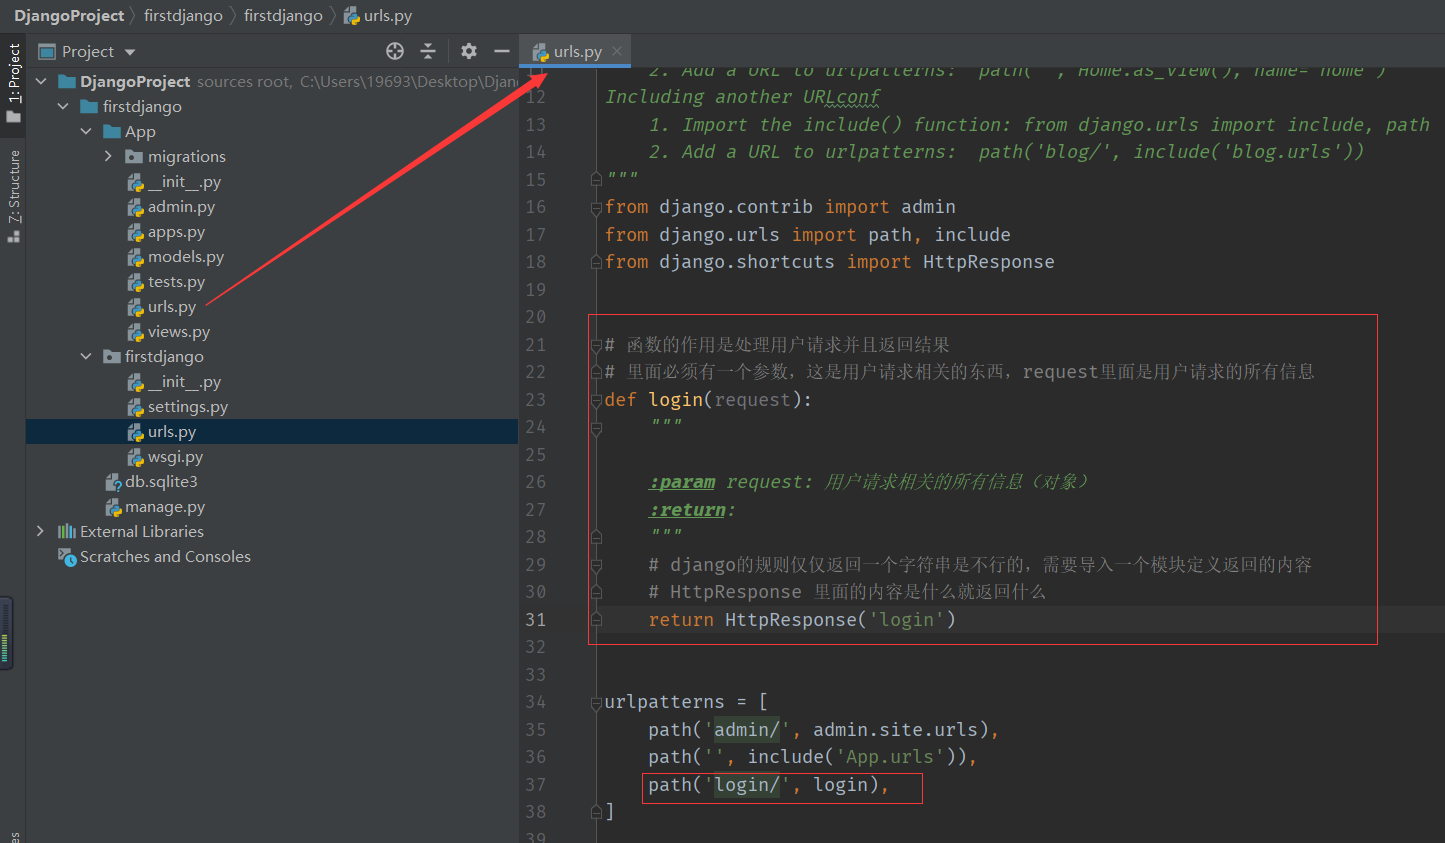 DjangoProject firstdjango firstdjango urls.py
1: Project
Z: Structure
Project
DjangoProject sources root, C:\Users\19693\Desktop\Djan
firstdjango
App
migrations
__init__.py
admin.py
apps.py
models.py
tests.py
urls.py
views.py
firstdjango
__init__.py
settings.py
urls.py
wsgi.py
db.sqlite3
manage.py
External Libraries
Scratches and Consoles
urls.py
2. Add a URL to urlpatterns: path('', Home.as_view(), name='home')
12 Including another URLconf
13 1. Import the include() function: from django.urls import include, path
14 2. Add a URL to urlpatterns: path('blog/', include('blog.urls'))
15 """
16 from django.contrib import admin
17 from django.urls import path, include
18 from django.shortcuts import HttpResponse
19
20
21 # 函数的作用是处理用户请求并且返回结果
22 # 里面必须有一个参数，这是用户请求相关的东西，request里面是用户请求的所有信息
23 def login(request):
24 """
25
26 :param request: 用户请求相关的所有信息（对象）
27 :return:
28 """
29 # django的规则仅仅返回一个字符串是不行的，需要导入一个模块定义返回的内容
30 # HttpResponse 里面的内容是什么就返回什么
31 return HttpResponse('login')
32
33
34 urlpatterns = [
35 path('admin/', admin.site.urls),
36 path('', include('App.urls')),
37 path('login/', login),
38 ]
39